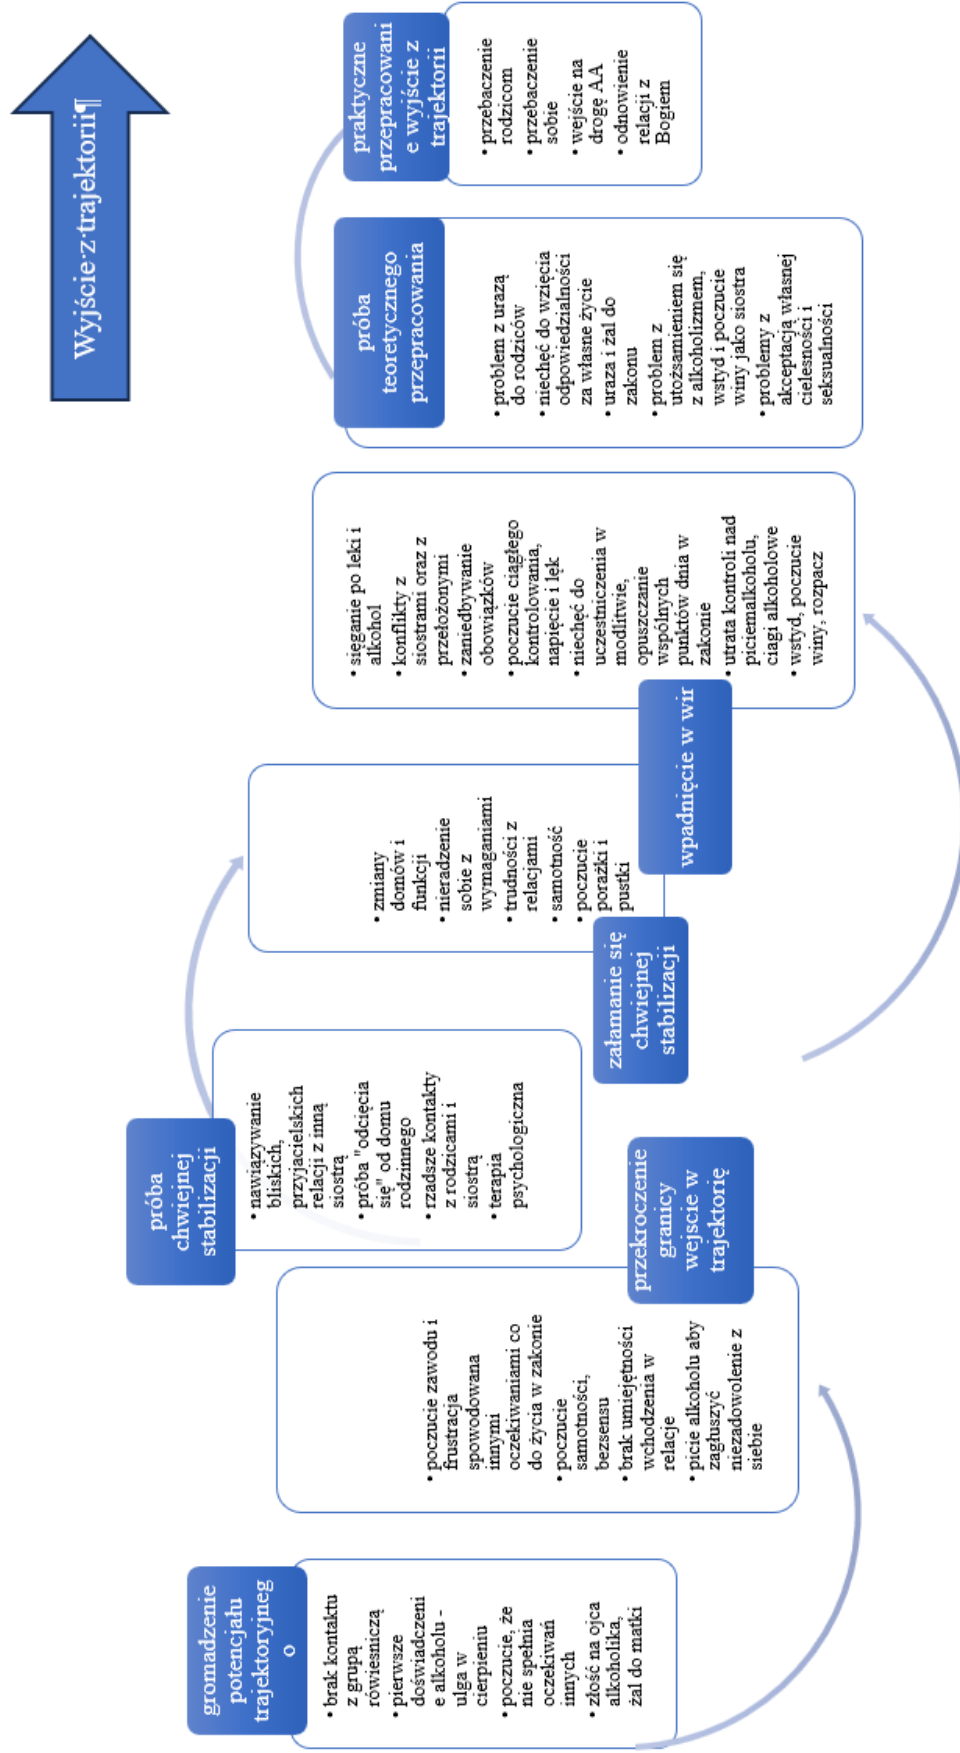 gromadzenie
potencjału
trajektoryjneg
o
• brak kontaktu
z grupą
rówieśniczą
• pierwsze
doświadczeni
e alkoholu -
ulga w
cierpieniu
• poczucie, że
nie spełnia
oczekiwań
innych
• złość na ojca
alkoholika,
żal do matki
przekroczenie
granicy
wejście w
trajektorię
• poczucie zawodu i
frustracja
spowodowana
innymi
oczekiwaniami co
do życia w zakonie
• poczucie
samotności,
bezsensu
• brak umiejętności
wchodzenia w
relacje
• picie alkoholu aby
zagłuszyć
niezadowolenie z
siebie
próba
chwiejnej
stabilizacji
• nawiązywanie
bliskich,
przyjacielskich
relacji z inną
siostrą
• próba "odcięcia
się" od domu
rodzinnego
• rzadsze kontakty
z rodzicami i
siostrą
• terapia
psychologiczna
załamanie się
chwiejnej
stabilizacji
• zmiany
domów i
funkcji
• nieradzenie
sobie z
wymaganiami
• trudności z
relacjami
• samotność
• poczucie
porażki i
pustki
wpadnięcie w wir
• sięganie po leki i
alkohol
• konflikty z
siostrami oraz z
przełożonymi
• zaniedbywanie
obowiązków
• poczucie ciągłego
kontrolowania,
napięcie i lęk
• niechęć do
uczestniczenia w
modlitwie,
opuszczanie
wspólnych
punktów dnia w
zakonie
• utrata kontroli nad
piciemalkoholu,
ciągi alkoholowe
• wstyd, poczucie
winy, rozpacz
próba
teoretycznego
przepracowania
• problem z urazą
do rodziców
• niechęć do wzięcia
odpowiedzialności
za własne życie
• uraza i żal do
zakonu
• problem z
utożsamieniem się
z alkoholizmem,
wstyd i poczucie
winy jako siostra
• problemy z
akceptacją własnej
cielesności i
seksualności
praktyczne
przepracowani
e wyjście z
trajektorii
• przebaczenie
rodzicom
• przebaczenie
sobie
• wejście na
drogę AA
• odnowienie
relacji z
Bogiem
Wyjście·z·trajektorii¶